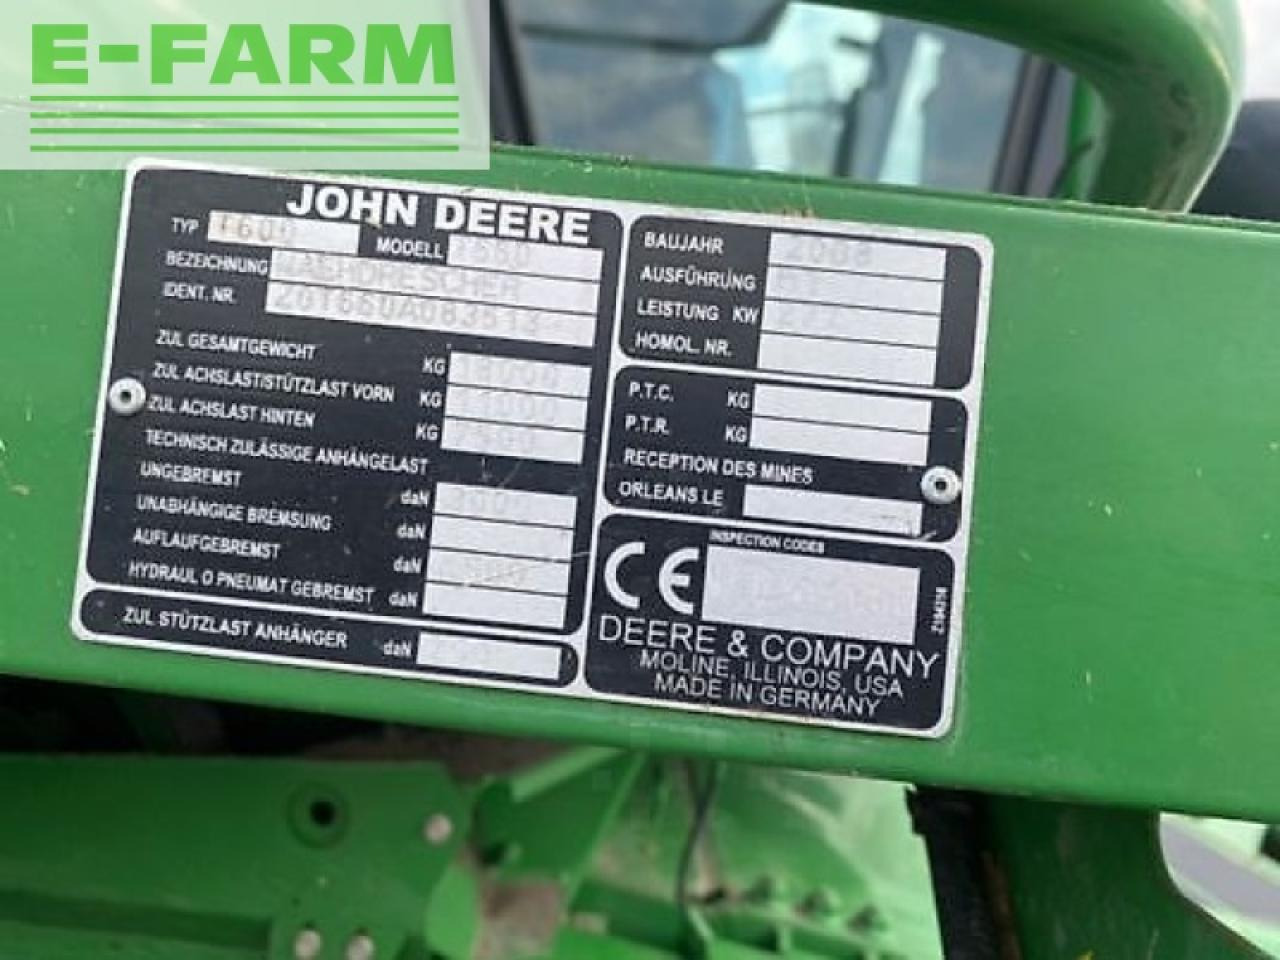 E-FARM
JOHN DEERE
TYP T600 MODELL T660
BEZEICHNUNG MAEHDRESCHER
IDENT. NR. Z0T660A083513
ZUL GESAMTGEWICHT KG 18000
ZUL ACHSLAST/STÜTZLAST VORN KG
ZUL ACHSLAST HINTEN KG
TECHNISCH ZULÄSSIGE ANHÄNGELAST
UNGEBREMST daN
UNABHÄNGIGE BREMSUNG daN
AUFLAUFGEBREMST daN
HYDRAUL O PNEUMAT GEBREMST daN
ZUL STÜTZLAST ANHÄNGER daN
BAUJAHR 2008
AUSFÜHRUNG
LEISTUNG KW
HOMOL. NR.
P.T.C. KG
P.T.R. KG
RECEPTION DES MINES
ORLEANS LE
INSPECTION CODES
CE
DEERE & COMPANY
MOLINE, ILLINOIS, USA
MADE IN GERMANY